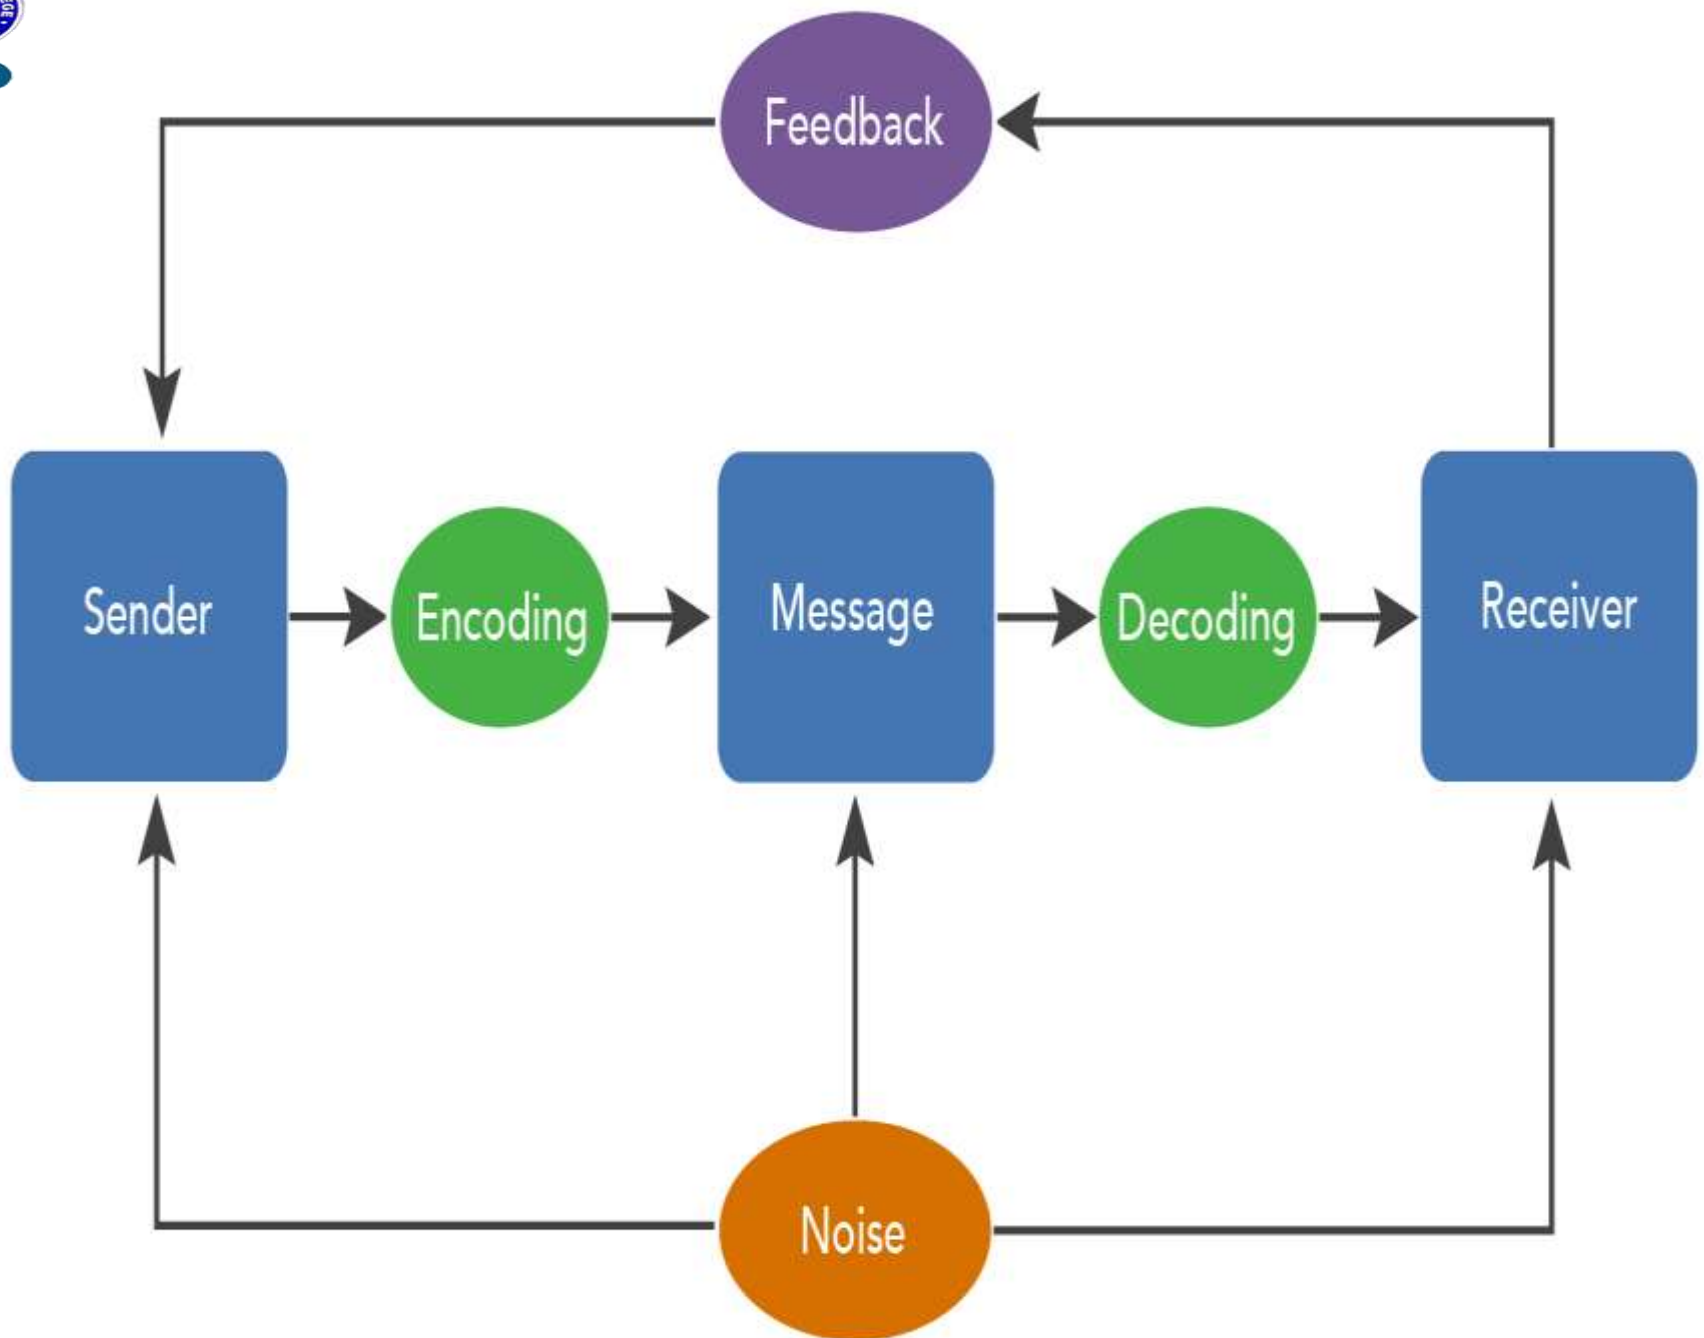 Feedback
Sender
Encoding
Message
Decoding
Receiver
Noise